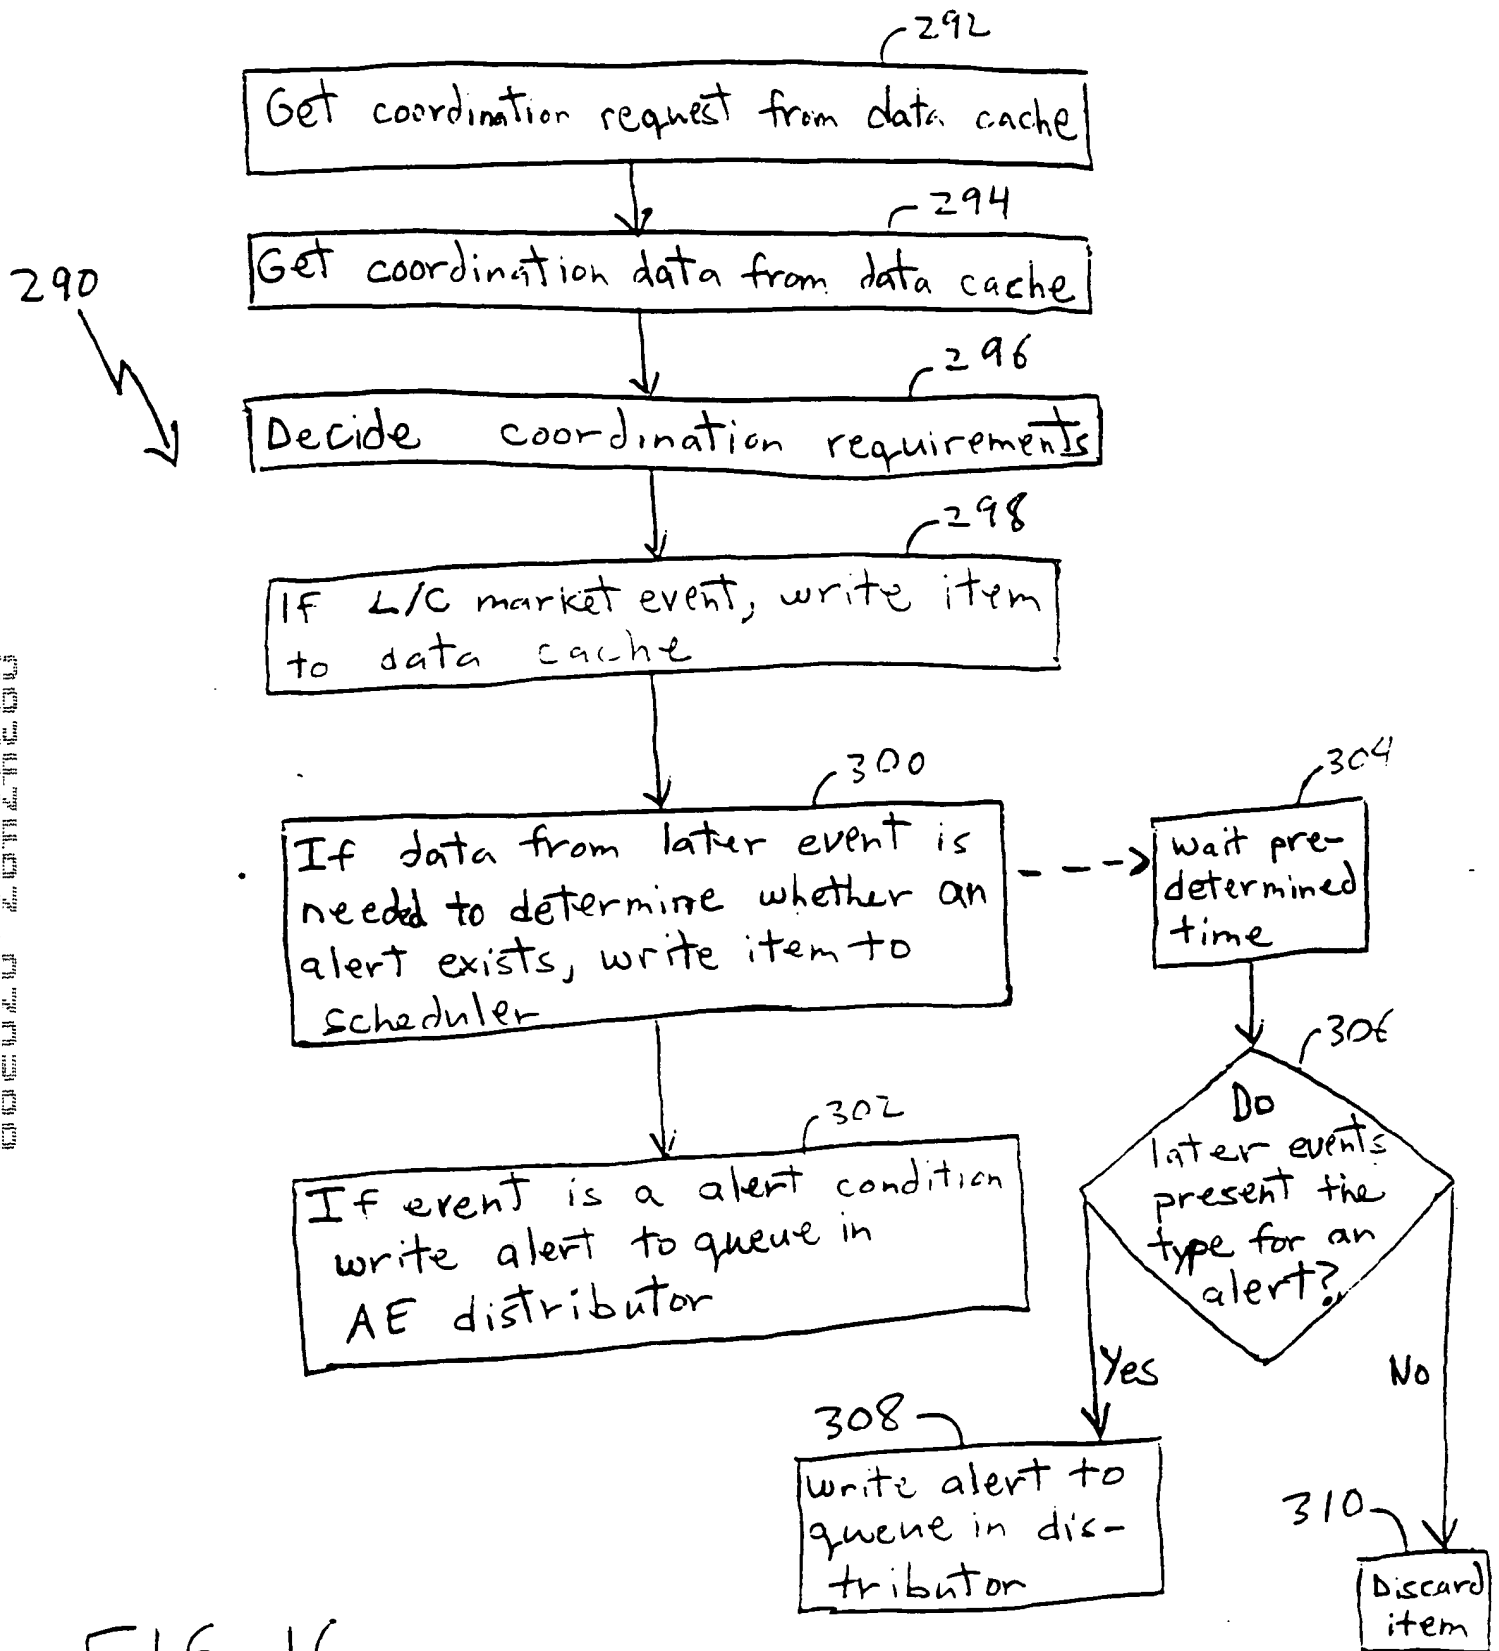 292
Get coordination request from data cache
294
Get coordination data from data cache
290
296
Decide coordination requirements
298
If L/C market event, write item
to data cache
300
If data from later event is
needed to determine whether an
alert exists, write item to
scheduler
304
wait pre-
determined
time
306
Do
later events
present the
type for an
alert?
302
If event is a alert condition
write alert to queue in
AE distributor
Yes
No
308
Write alert to
queue in dis-
tributor
310
Discard
item